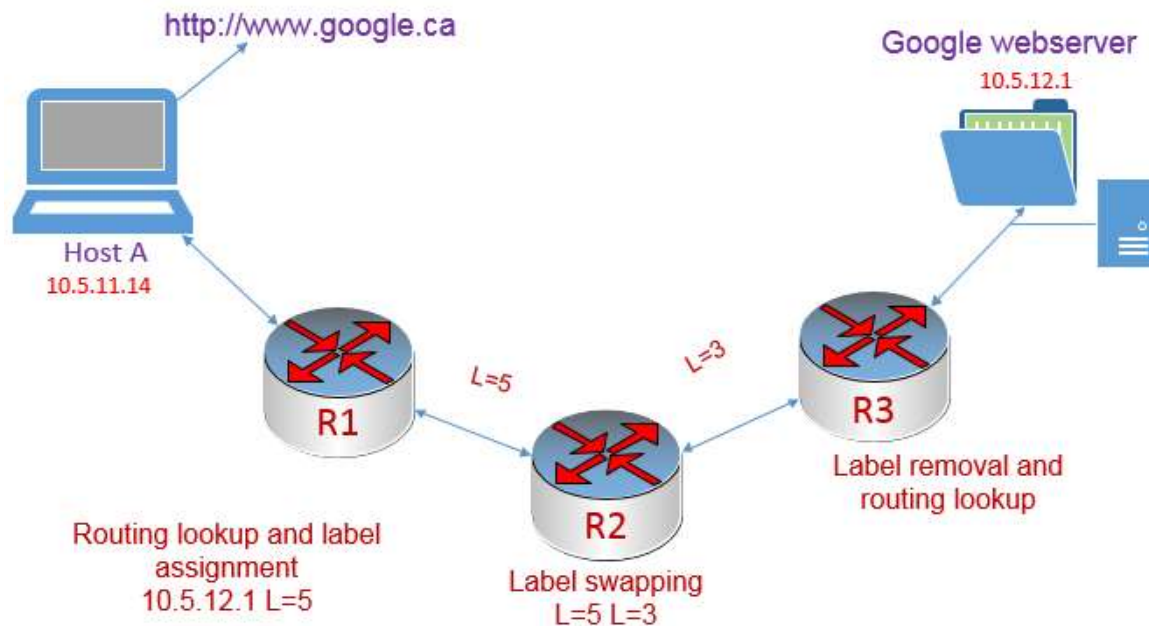 http://www.google.ca
Google webserver
10.5.12.1
Host A
10.5.11.14
L=5
L=3
R1
R2
R3
Routing lookup and label
assignment
10.5.12.1 L=5
Label swapping
L=5 L=3
Label removal and
routing lookup